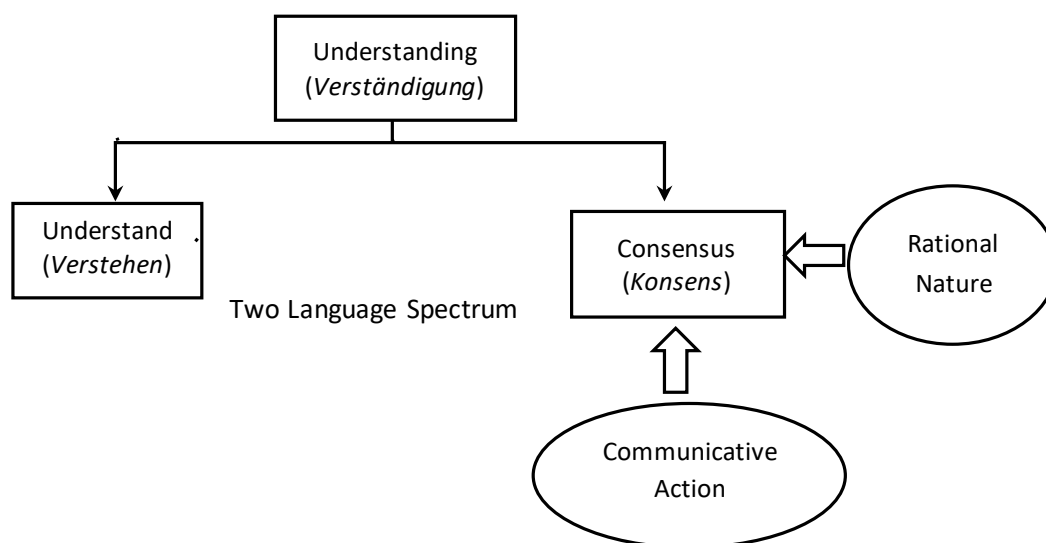 Understanding
(Verständigung)
Understand
(Verstehen)
Consensus
(Konsens)
Rational
Nature
Two Language Spectrum
Communicative
Action